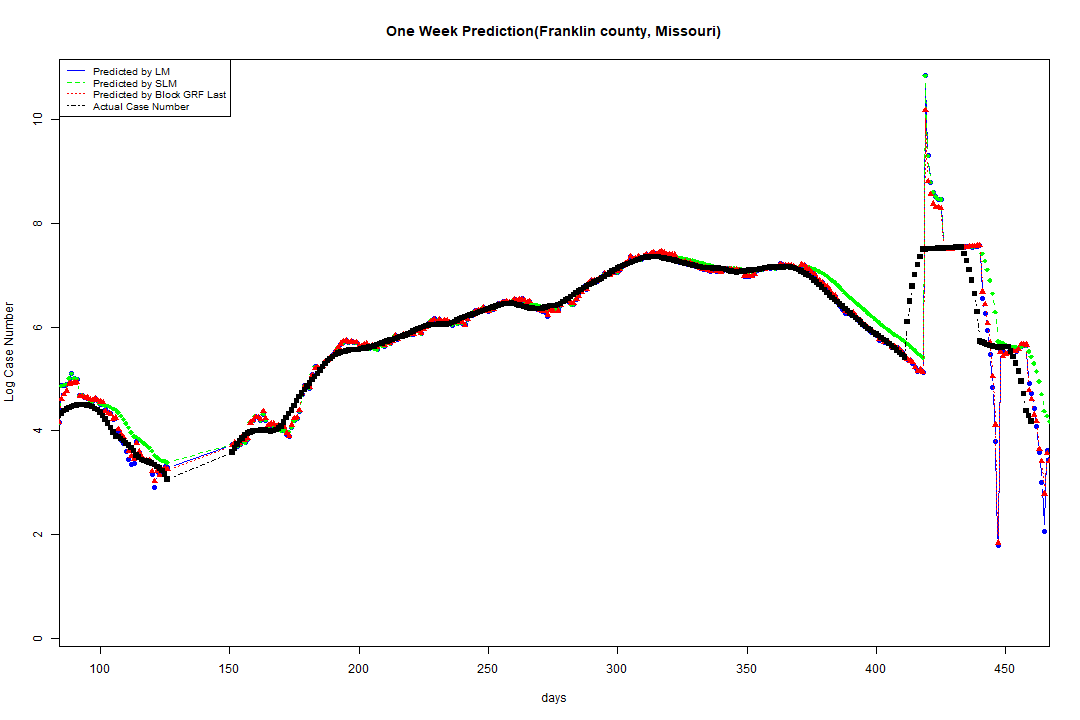 One Week Prediction(Franklin county, Missouri)
Predicted by LM
Predicted by SLM
Predicted by Block GRF Last
Actual Case Number
Log Case Number
10
8
6
4
2
0
100 150 200 250 300 350 400 450
days